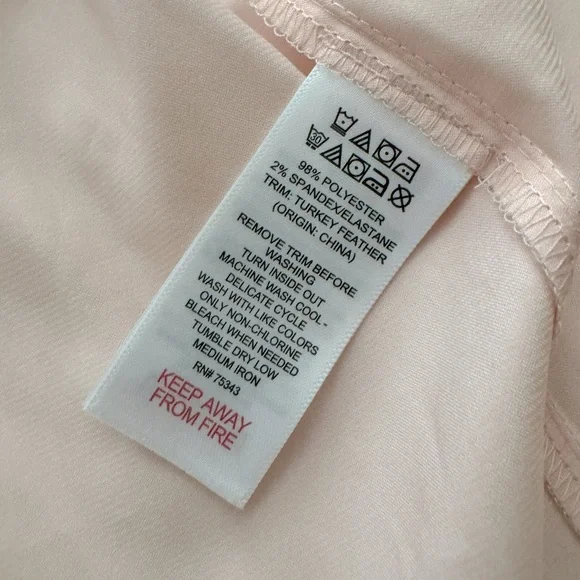 30
98% POLYESTER
2% SPANDEX/ELASTANE
TRIM: TURKEY FEATHER
(ORIGIN: CHINA)
REMOVE TRIM BEFORE
WASHING
TURN INSIDE OUT
MACHINE WASH COOL -
DELICATE CYCLE
WASH WITH LIKE COLORS
ONLY NON-CHLORINE
BLEACH WHEN NEEDED
TUMBLE DRY LOW
MEDIUM IRON
RN# 75343
KEEP AWAY
FROM FIRE